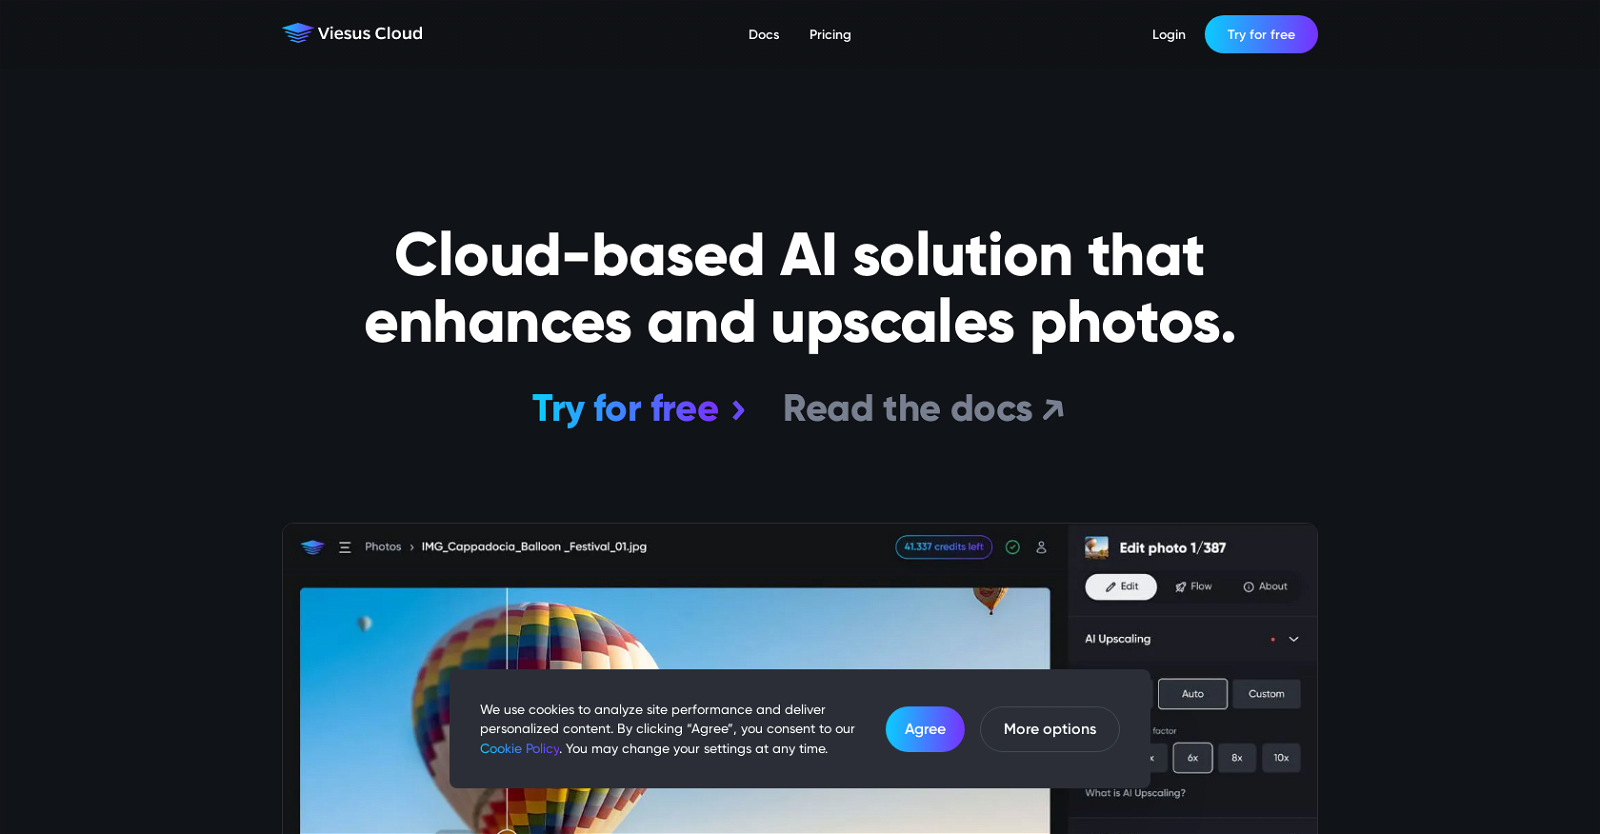 Viesus Cloud
Docs
Pricing
Login
Try for free
Cloud-based AI solution that
enhances and upscales photos.
Try for free ›
Read the docs ↗
Photos › IMG_Cappadocia_Balloon _Festival_01.jpg
41.337 credits left
Edit photo 1/387
Edit
Flow
About
AI Upscaling
Auto
Custom
factor
6x
8x
10x
What is AI Upscaling?
We use cookies to analyze site performance and deliver
personalized content. By clicking “Agree”, you consent to our
Cookie Policy. You may change your settings at any time.
Agree
More options